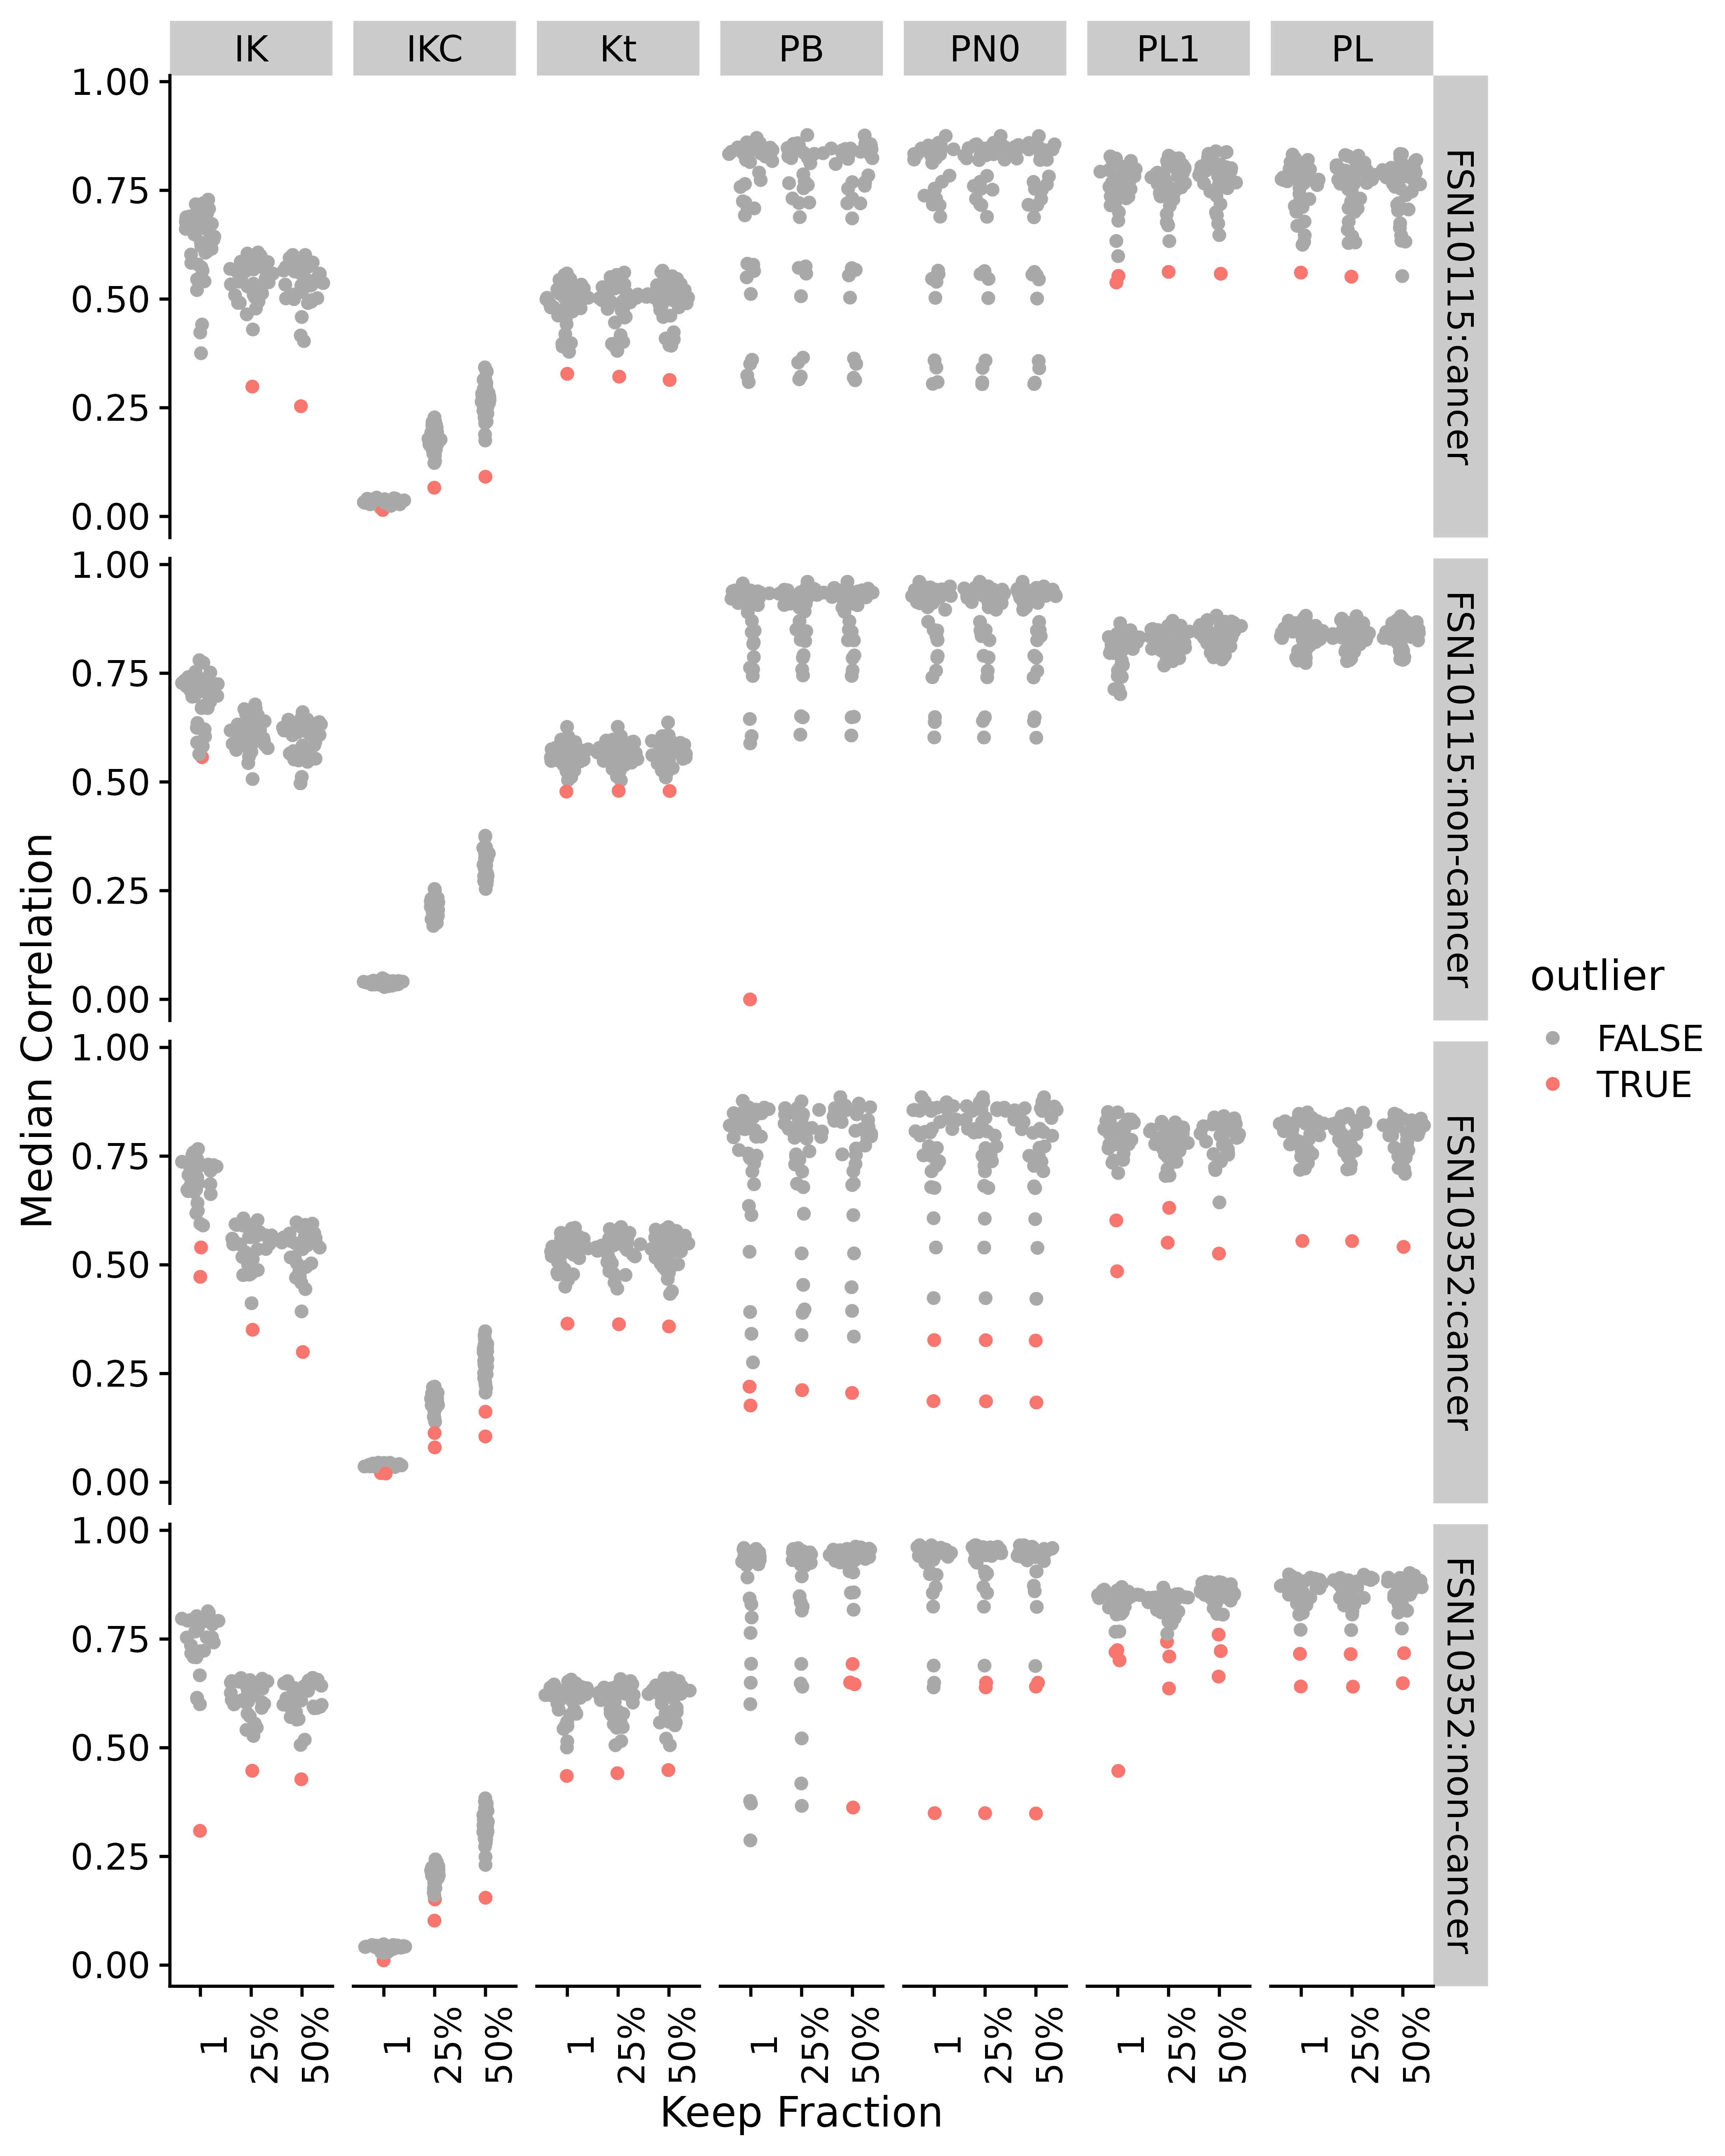 IK IKC Kt PB PN0 PL1 PL
1.00
0.75
0.50
0.25
0.00
FSN10115:cancer
1.00
0.75
0.50
0.25
0.00
FSN10115:non-cancer
1.00
0.75
0.50
0.25
0.00
FSN10352:cancer
1.00
0.75
0.50
0.25
0.00
FSN10352:non-cancer
Median Correlation
1 25% 50% 1 25% 50% 1 25% 50% 1 25% 50% 1 25% 50% 1 25% 50% 1 25% 50%
Keep Fraction
outlier
FALSE
TRUE